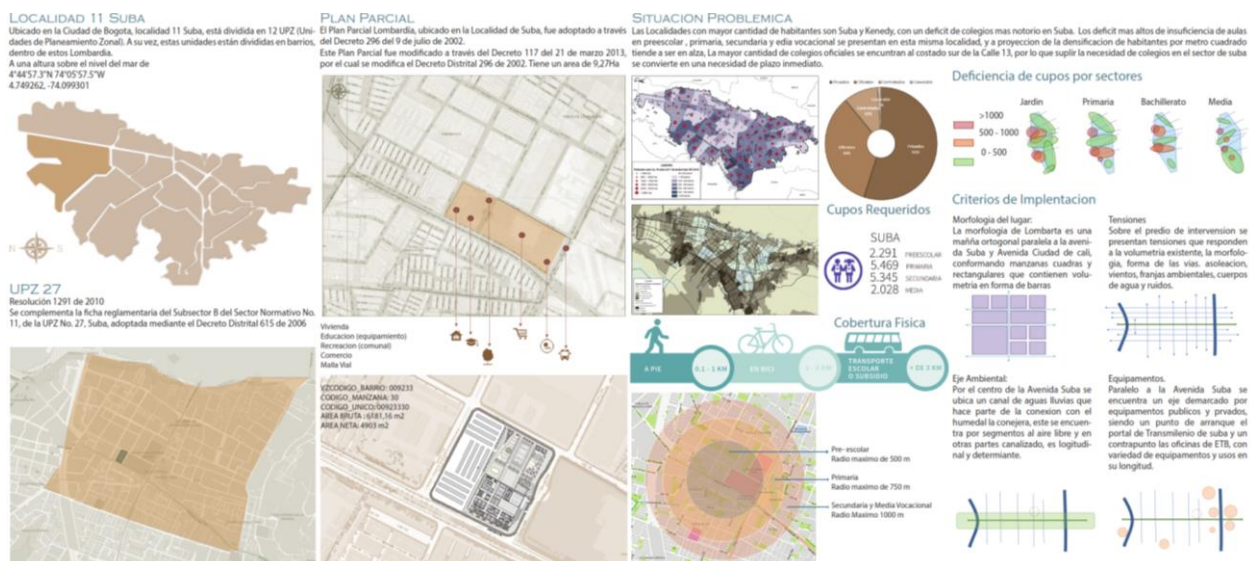 LOCALIDAD 11 SUBA
Ubicado en la Ciudad de Bogota, localidad 11 Suba, está dividida en 12 UPZ (Uni-
dades de Planeamiento Zonal). A su vez, estas unidades están divididas en barrios,
dentro de estos Lombardía.
A una altura sobre el nivel del mar de
4°44'57.3"N 74°05'57.5"W
4.749262, -74.099301
N
S
UPZ 27
Resolución 1291 de 2010
Se complementa la ficha reglamentaria del Subsector B del Sector Normativo No.
11, de la UPZ No. 27, Suba, adoptada mediante el Decreto Distrital 615 de 2006
PLAN PARCIAL
El Plan Parcial Lombardía, ubicado en la Localidad de Suba, fue adoptado a través
del Decreto 296 del 9 de julio de 2002.
Este Plan Parcial fue modificado a través del Decreto 117 del 21 de marzo 2013,
por el cual se modifica el Decreto Distrital 296 de 2002. Tiene un area de 9,27Ha
Vivienda
Educacion (equipamiento)
Recreacion (comunal)
Comercio
Malla Vial
VZCODIGO_BARRIO: 009233
CODIGO_MANZANA: 30
CODIGO_UNICO:00923330
AREA BRUTA : 6181,16 m2
AREA NETA: 4903 m2
SITUACION PROBLEMICA
Las Localidades con mayor cantidad de habitantes son Suba y Kenedy, con un deficit de colegios mas notorio en Suba. Los deficit mas altos de insuficiencia de aulas
en preescolar , primaria, secundaria y edia vocacional se presentan en esta misma localidad, y a proyeccion de la densificacion de habitantes por metro cuadrado
tiende a ser en alza, La mayor cantidad de colegios oficiales se encuntran al costado sur de la Calle 13, por lo que suplir la necesidad de colegios en el sector de suba
se convierte en una necesidad de plazo inmediato.
Cupos Requeridos
SUBA
2.291 PREESCOLAR
5.469 PRIMARIA
5.345 SECUNDARIA
2.028 MEDIA
Cobertura Fisica
A PIE
0.1 - 1 KM
EN BICI
TRANSPORTE
ESCOLAR
O SUBSIDIO
+ DE 2 KM
Pre- escolar
Radio maximo de 500 m
Primaria
Radio maximo de 750 m
Secundaria y Media Vocacional
Radio Maximo 1000 m
Deficiencia de cupos por sectores
Jardin
Primaria
Bachillerato
Media
>1000
500 - 1000
0 - 500
Criterios de Implentacion
Morfologia del lugar:
La morfologia de Lombarta es una
mañña ortogonal paralela a la aveni-
da Suba y Avenida Ciudad de cali,
conformando manzanas cuadras y
rectangulares que contienen volu-
metria en forma de barras
Tensiones
Sobre el predio de intervension se
presentan tensiones que responden
a la volumetria existente, la morfolo-
gia, forma de las vias. asoleacion,
vientos, franjas ambientales, cuerpos
de agua y ruidos.
Eje Ambiental:
Por el centro de la Avenida Suba se
ubica un canal de aguas lluvias que
hace parte de la conexion con el
humedal la conejera, este se encuen-
tra por segmentos al aire libre y en
otras partes canalizado, es logitudi-
nal y determiante.
Equipamentos.
Paralelo a la Avenida Suba se
encuentra un eje demarcado por
equipamentos publicos y prvados,
siendo un punto de arranque el
portal de Transmilenio de suba y un
contrapunto las oficinas de ETB, con
variedad de equipamentos y usos en
su longitud.